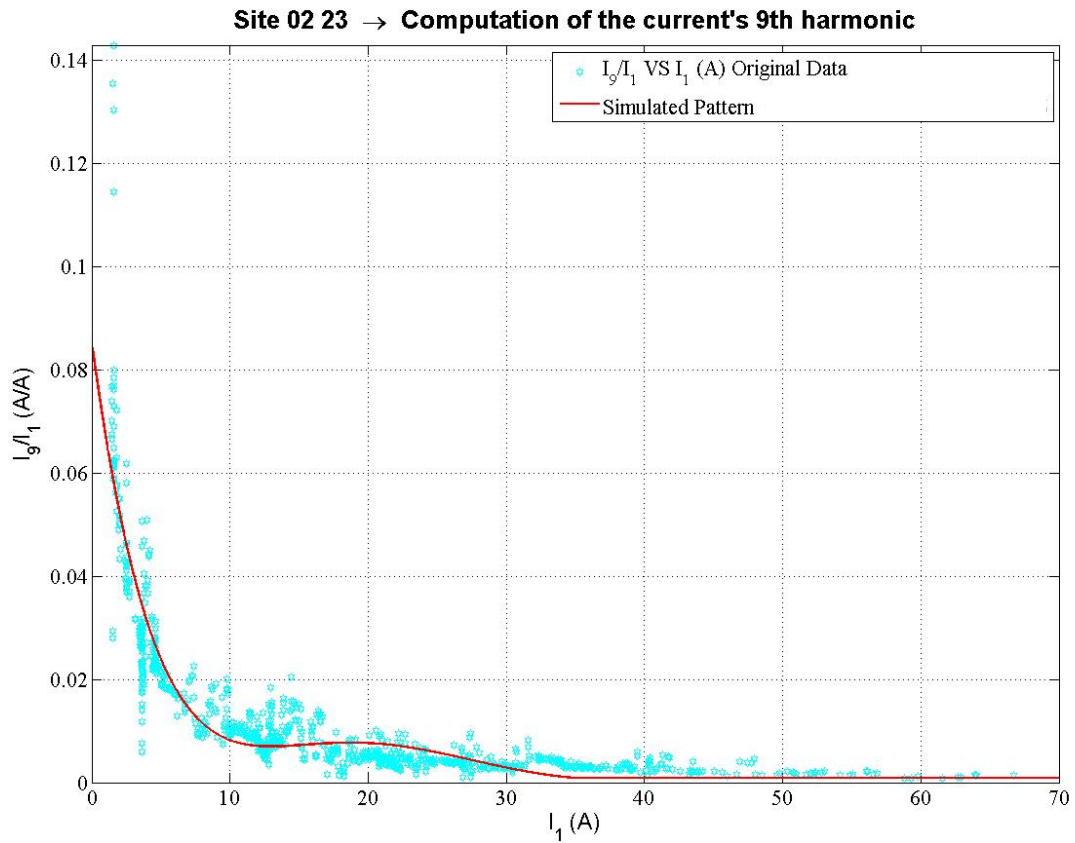 Site 02 23 → Computation of the current's 9th harmonic
I₉/I₁ VS I₁ (A) Original Data
Simulated Pattern
0.14
0.12
0.1
0.08
0.06
0.04
0.02
0
I₉/I₁ (A/A)
0 10 20 30 40 50 60 70
I₁ (A)